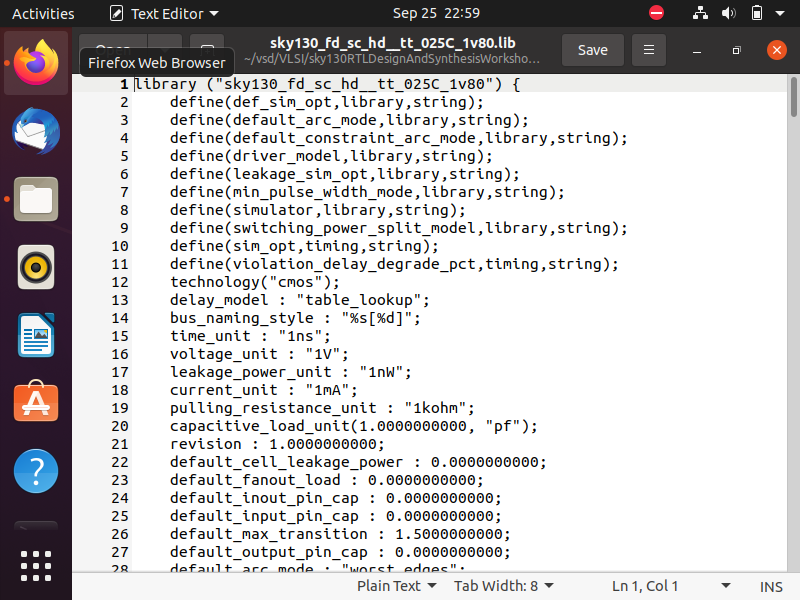 Activities
Text Editor
Sep 25 22:59
Open
sky130_fd_sc_hd__tt_025C_1v80.lib
~/vsd/VLSI/sky130RTLDesignAndSynthesisWorksho...
Save
Firefox Web Browser
1 library ("sky130_fd_sc_hd__tt_025C_1v80") {
2 define(def_sim_opt,library,string);
3 define(default_arc_mode,library,string);
4 define(default_constraint_arc_mode,library,string);
5 define(driver_model,library,string);
6 define(leakage_sim_opt,library,string);
7 define(min_pulse_width_mode,library,string);
8 define(simulator,library,string);
9 define(switching_power_split_model,library,string);
10 define(sim_opt,timing,string);
11 define(violation_delay_degrade_pct,timing,string);
12 technology("cmos");
13 delay_model : "table_lookup";
14 bus_naming_style : "%s[%d]";
15 time_unit : "1ns";
16 voltage_unit : "1V";
17 leakage_power_unit : "1nW";
18 current_unit : "1mA";
19 pulling_resistance_unit : "1kohm";
20 capacitive_load_unit(1.0000000000, "pf");
21 revision : 1.0000000000;
22 default_cell_leakage_power : 0.0000000000;
23 default_fanout_load : 0.0000000000;
24 default_inout_pin_cap : 0.0000000000;
25 default_input_pin_cap : 0.0000000000;
26 default_max_transition : 1.5000000000;
27 default_output_pin_cap : 0.0000000000;
28 default_arc_mode : "worst_edges";
Plain Text
Tab Width: 8
Ln 1, Col 1
INS